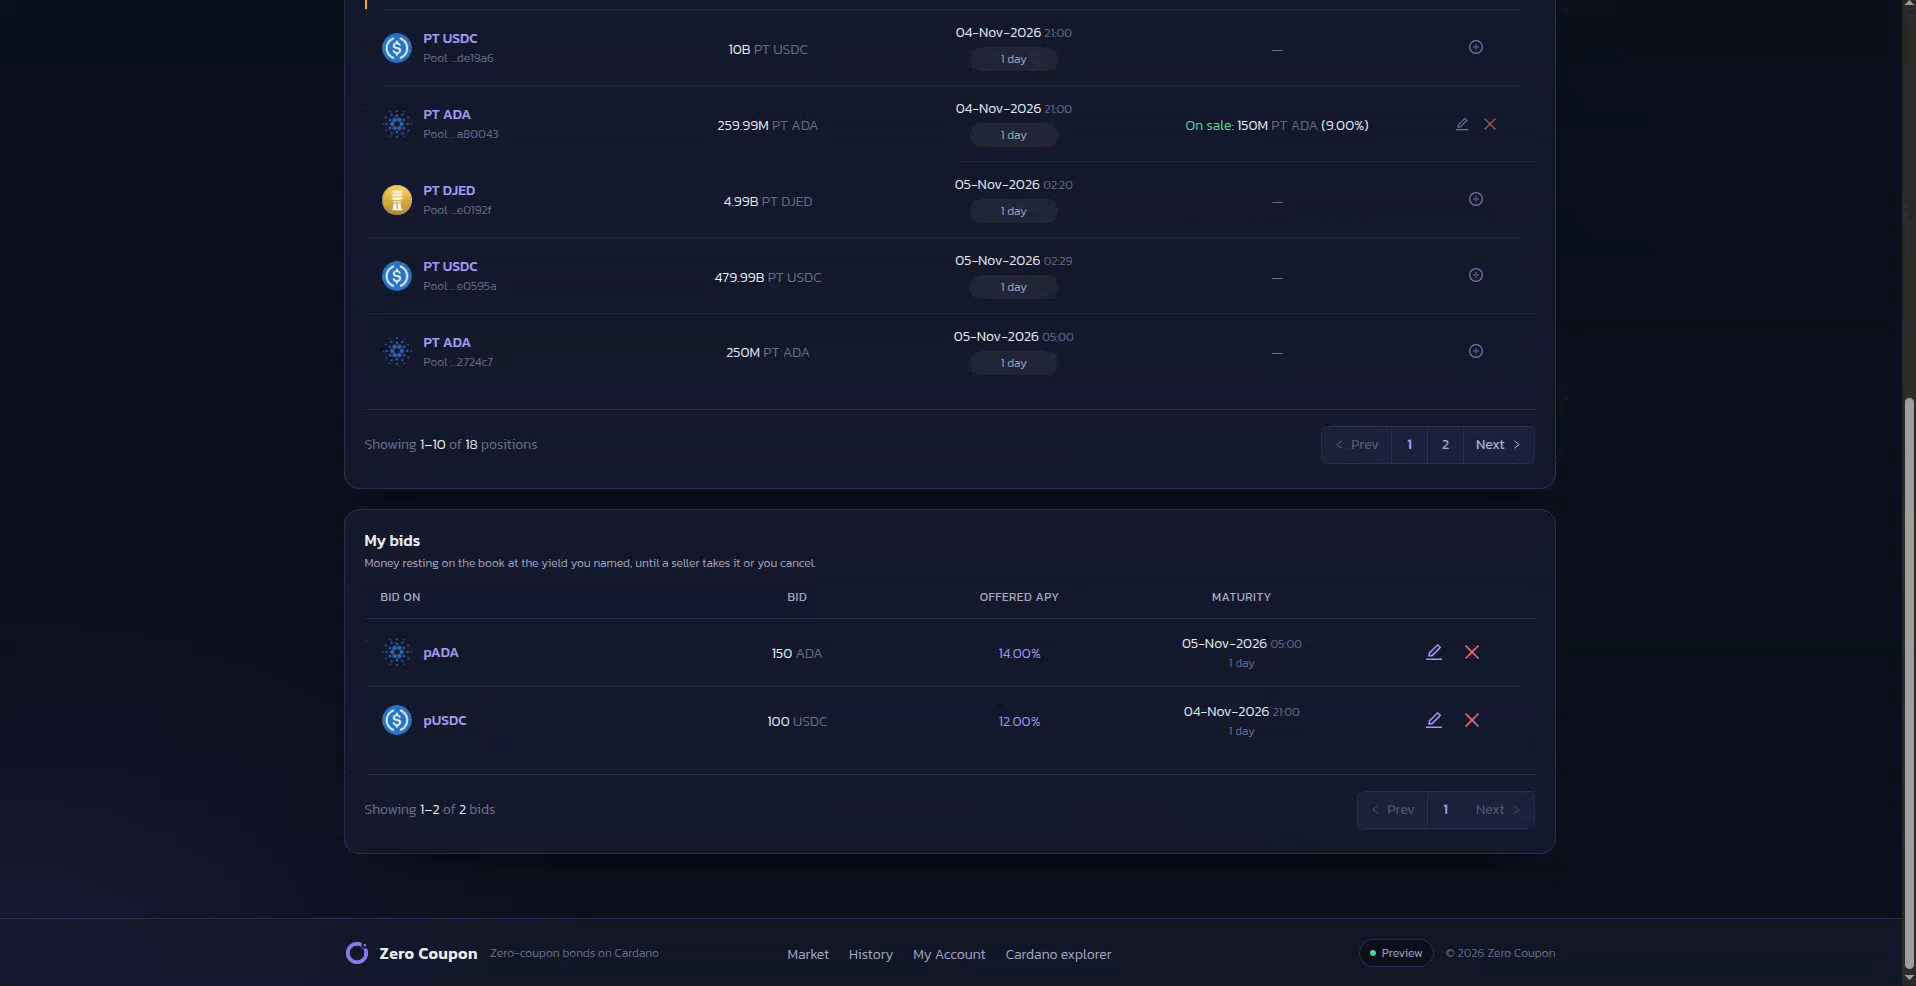 PT USDC
Pool ...de19a6
10B PT USDC
04-Nov-2026 21:00
1 day
—
PT ADA
Pool ...a80043
259.99M PT ADA
04-Nov-2026 21:00
1 day
On sale: 150M PT ADA (9.00%)
PT DJED
Pool ...e0192f
4.99B PT DJED
05-Nov-2026 02:20
1 day
—
PT USDC
Pool ...e0595a
479.99B PT USDC
05-Nov-2026 02:29
1 day
—
PT ADA
Pool ...2724c7
250M PT ADA
05-Nov-2026 05:00
1 day
—
Showing 1–10 of 18 positions
< Prev 1 2 Next >
My bids
Money resting on the book at the yield you named, until a seller takes it or you cancel.
BID ON BID OFFERED APY MATURITY
pADA
150 ADA
14.00%
05-Nov-2026 05:00
1 day
pUSDC
100 USDC
12.00%
04-Nov-2026 21:00
1 day
Showing 1–2 of 2 bids
< Prev 1 Next >
Zero Coupon Zero-coupon bonds on Cardano
Market History My Account Cardano explorer
Preview © 2026 Zero Coupon